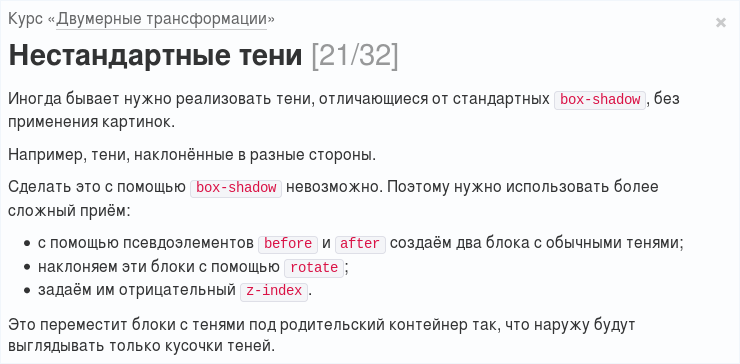 Курс «Двумерные трансформации»
×
Нестандартные тени [21/32]
Иногда бывает нужно реализовать тени, отличающиеся от стандартных box-shadow, без
применения картинок.
Например, тени, наклонённые в разные стороны.
Сделать это с помощью box-shadow невозможно. Поэтому нужно использовать более
сложный приём:
• с помощью псевдоэлементов before и after создаём два блока с обычными тенями;
• наклоняем эти блоки с помощью rotate;
• задаём им отрицательный z-index.
Это переместит блоки с тенями под родительский контейнер так, что наружу будут
выглядывать только кусочки теней.